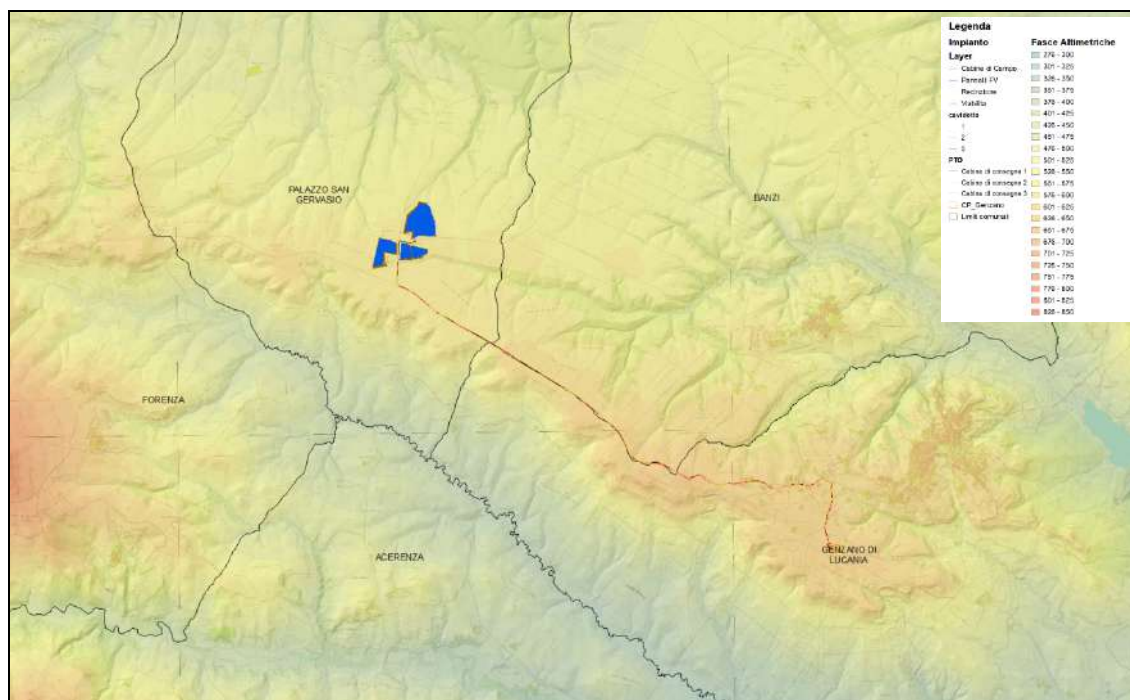 Legenda
Impianto
Layer
Cabine di Campo
Pannelli FV
Recinzione
Viabilità
cavidotto
1
2
3
PTO
Cabina di consegna 1
Cabina di consegna 2
Cabina di consegna 3
CP_Genzano
Limiti comunali
Fasce Altimetriche
276 - 300
301 - 325
326 - 350
351 - 375
376 - 400
401 - 425
426 - 450
451 - 475
476 - 500
501 - 525
526 - 550
551 - 575
576 - 600
601 - 625
626 - 650
651 - 675
676 - 700
701 - 725
726 - 750
751 - 775
776 - 800
801 - 825
826 - 850
PALAZZO SAN
GERVASIO
BANZI
FORENZA
ACERENZA
GENZANO DI
LUCANIA